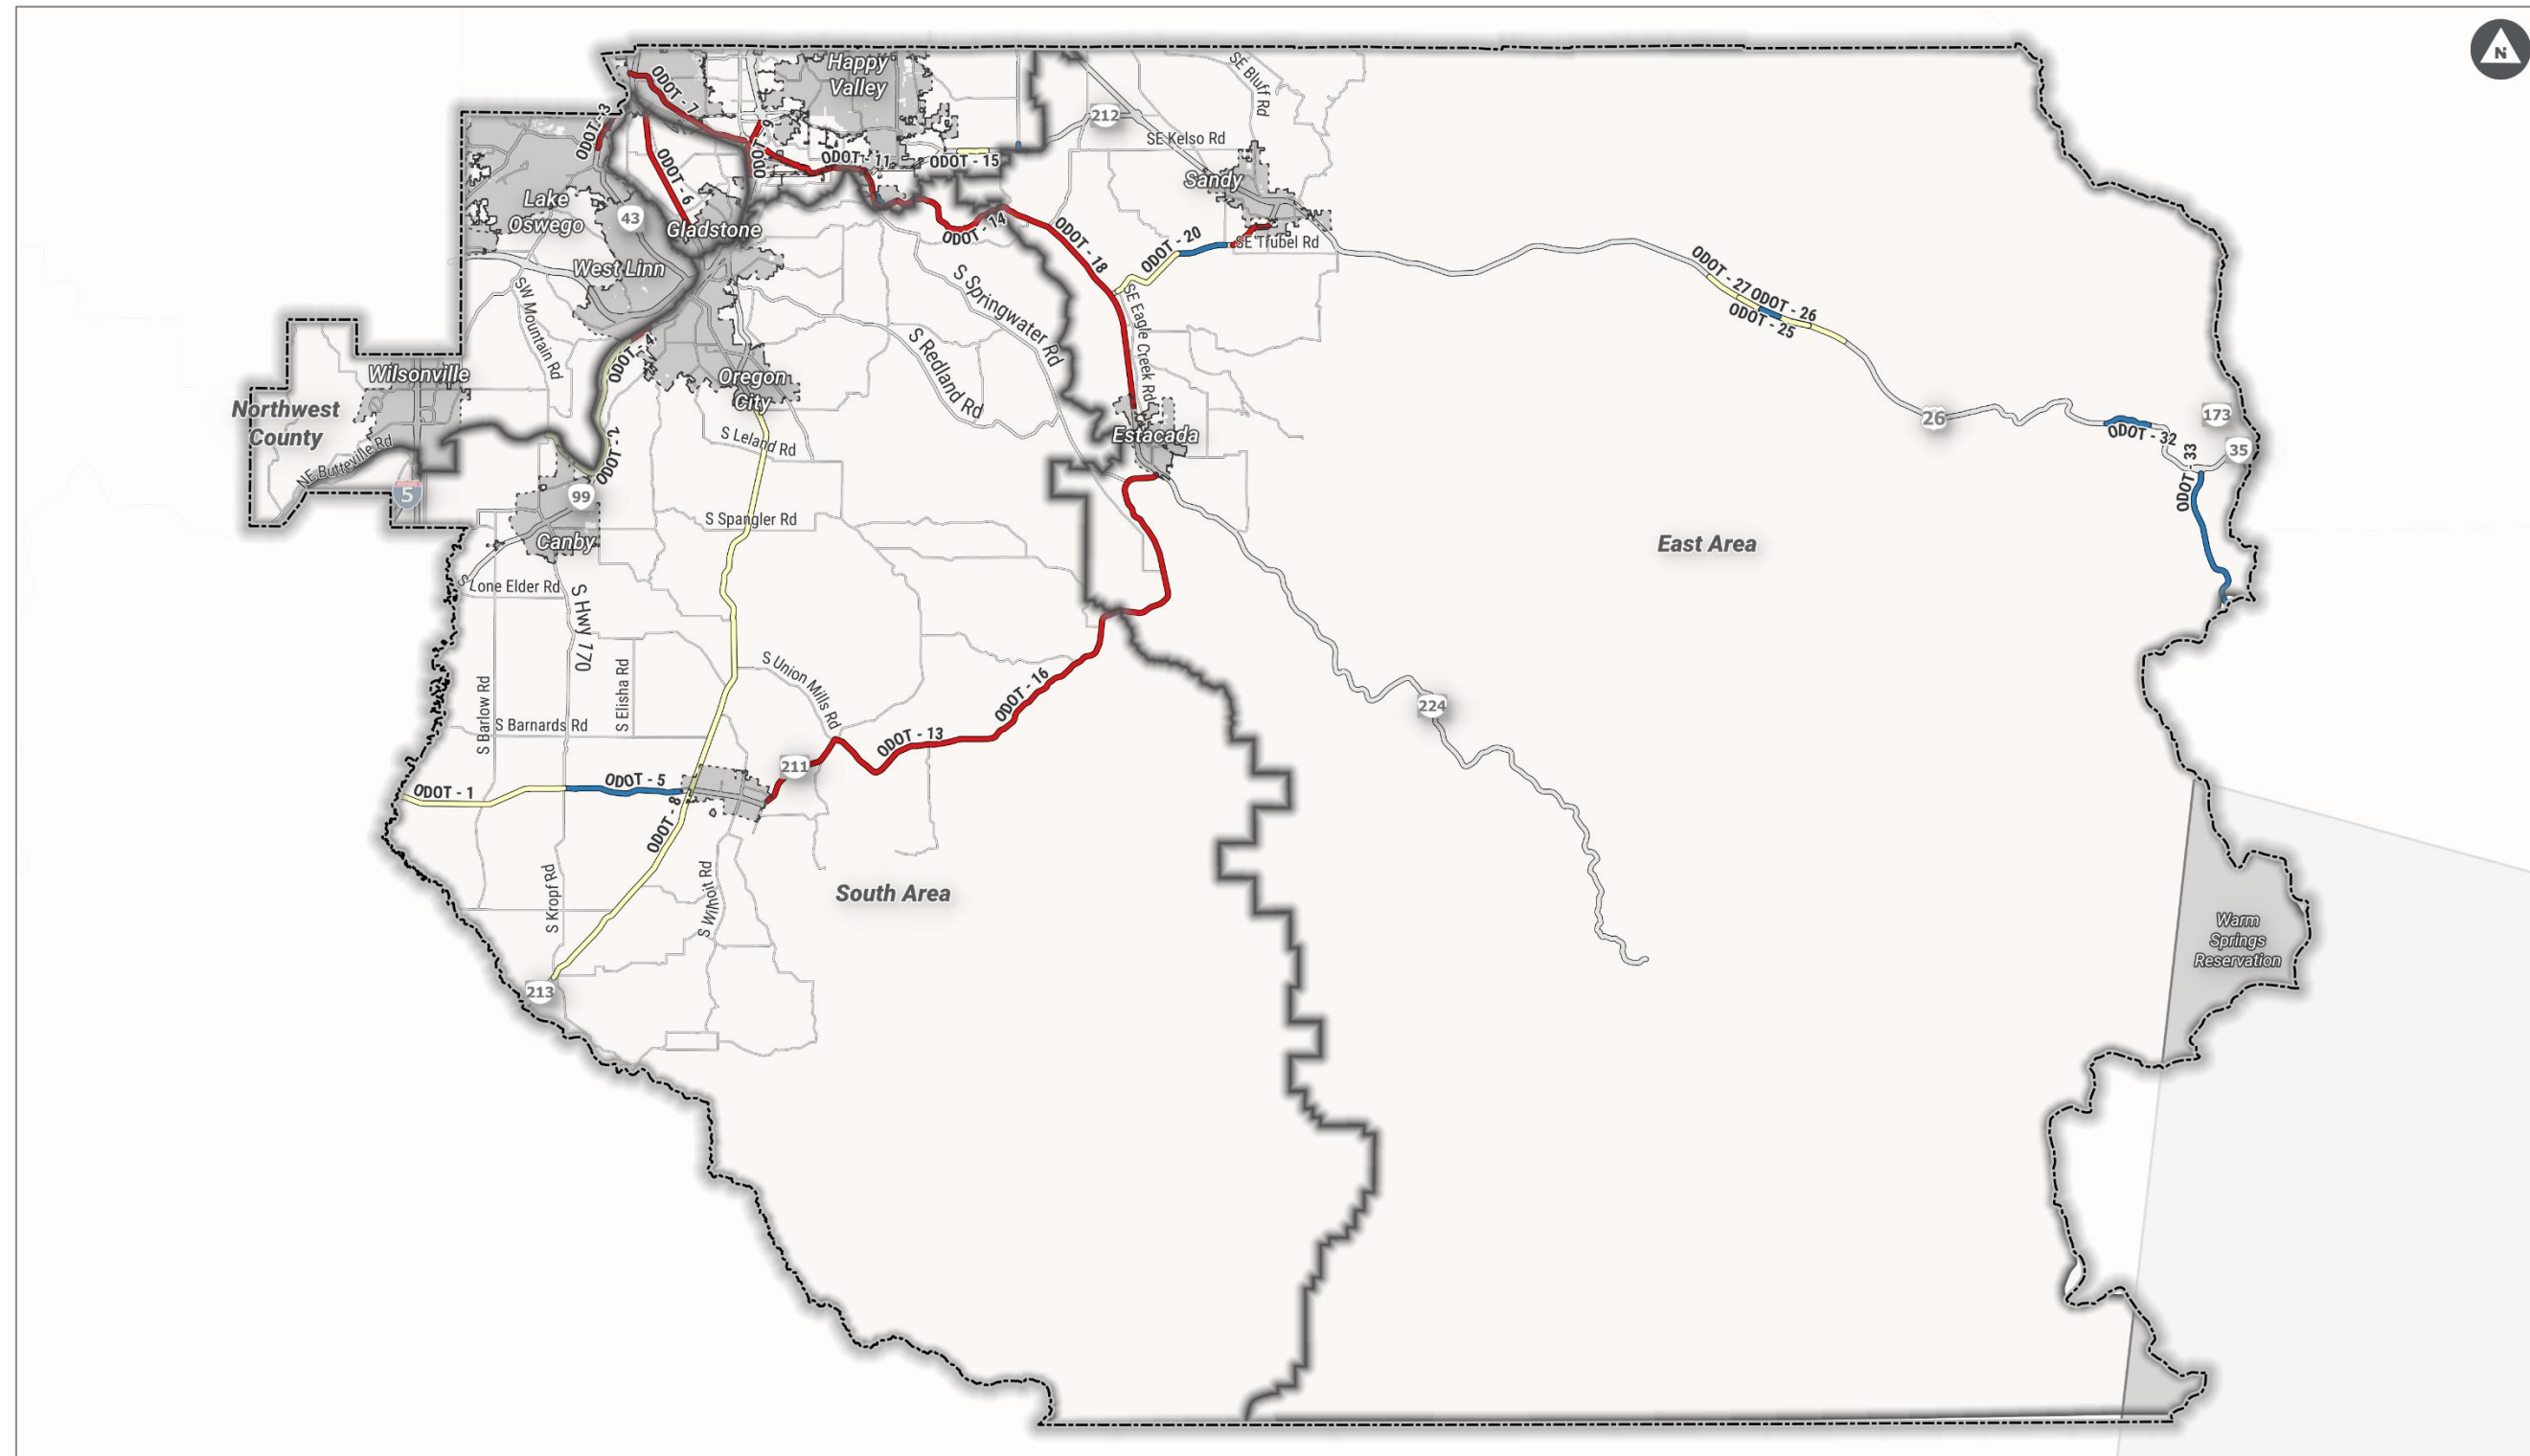 N
Happy
Valley
ODOT - 7
SE Bluff Rd
ODOT - 3
212
SE Kelso Rd
ODOT - 9
ODOT - 11
ODOT - 15
ODOT - 6
Sandy
Lake
Oswego
43
Gladstone
ODOT - 14
ODOT - 18
ODOT - 20
SE Trubel Rd
West Linn
S Springwater Rd
SE Eagle Creek Rd
ODOT - 27
ODOT - 26
ODOT - 25
SW Mountain Rd
S Redland Rd
ODOT - 4
Wilsonville
Oregon
City
Northwest
County
173
26
ODOT - 32
35
ODOT - 33
Estacada
S Leland Rd
NE Butteville Rd
ODOT - 2
5
99
S Spangler Rd
Canby
East Area
S Lone Elder Rd
S Hwy 170
S Union Mills Rd
S Elisha Rd
S Barlow Rd
S Barnards Rd
ODOT - 16
224
ODOT - 13
211
ODOT - 1
ODOT - 5
ODOT - 8
S Kropf Rd
S Wilhoit Rd
South Area
Warm
Springs
Reservation
213